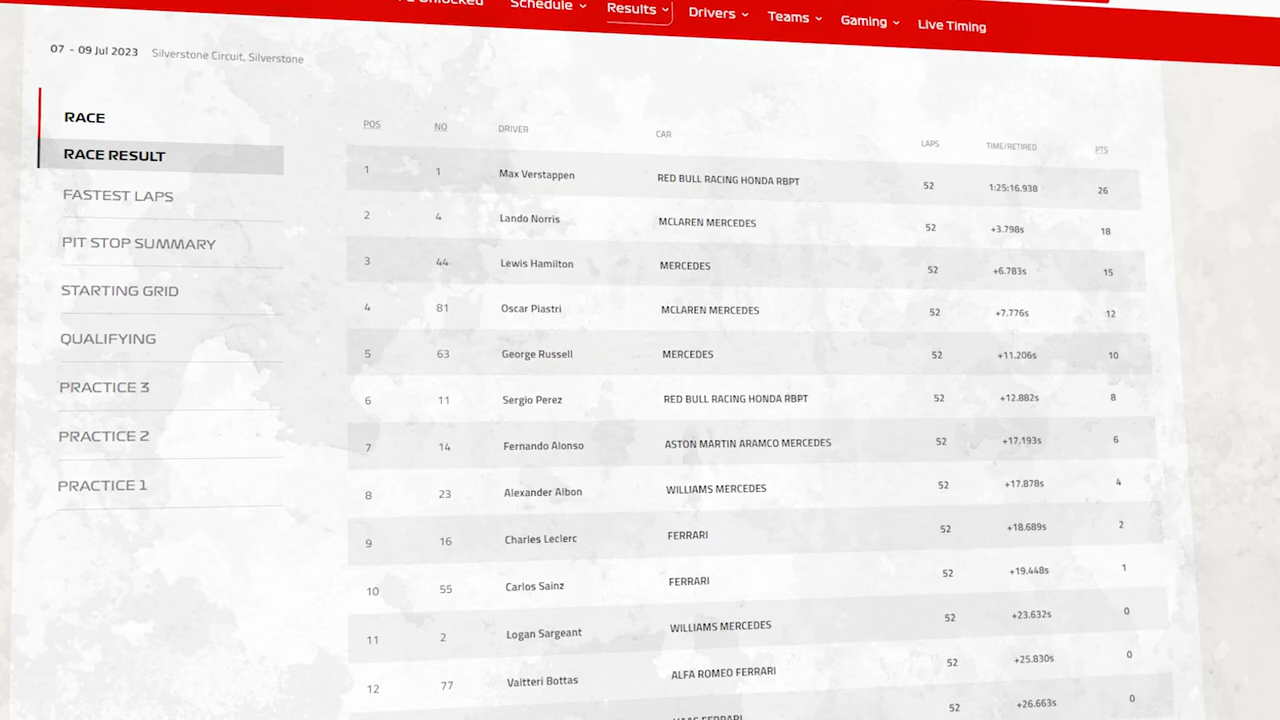 Unlocked Schedule Results Drivers Teams Gaming Live Timing
07 - 09 Jul 2023 Silverstone Circuit, Silverstone
RACE
RACE RESULT
FASTEST LAPS
PIT STOP SUMMARY
STARTING GRID
QUALIFYING
PRACTICE 3
PRACTICE 2
PRACTICE 1
POS NO DRIVER CAR LAPS TIME/RETIRED PTS
1 1 Max Verstappen RED BULL RACING HONDA RBPT 52 1:25:16.938 26
2 4 Lando Norris MCLAREN MERCEDES 52 +3.798s 18
3 44 Lewis Hamilton MERCEDES 52 +6.783s 15
4 81 Oscar Piastri MCLAREN MERCEDES 52 +7.776s 12
5 63 George Russell MERCEDES 52 +11.206s 10
6 11 Sergio Perez RED BULL RACING HONDA RBPT 52 +12.882s 8
7 14 Fernando Alonso ASTON MARTIN ARAMCO MERCEDES 52 +17.193s 6
8 23 Alexander Albon WILLIAMS MERCEDES 52 +17.878s 4
9 16 Charles Leclerc FERRARI 52 +18.689s 2
10 55 Carlos Sainz FERRARI 52 +19.448s 1
11 2 Logan Sargeant WILLIAMS MERCEDES 52 +23.632s 0
12 77 Valtteri Bottas ALFA ROMEO FERRARI 52 +25.830s 0
HAAS FERRARI 52 +26.663s 0